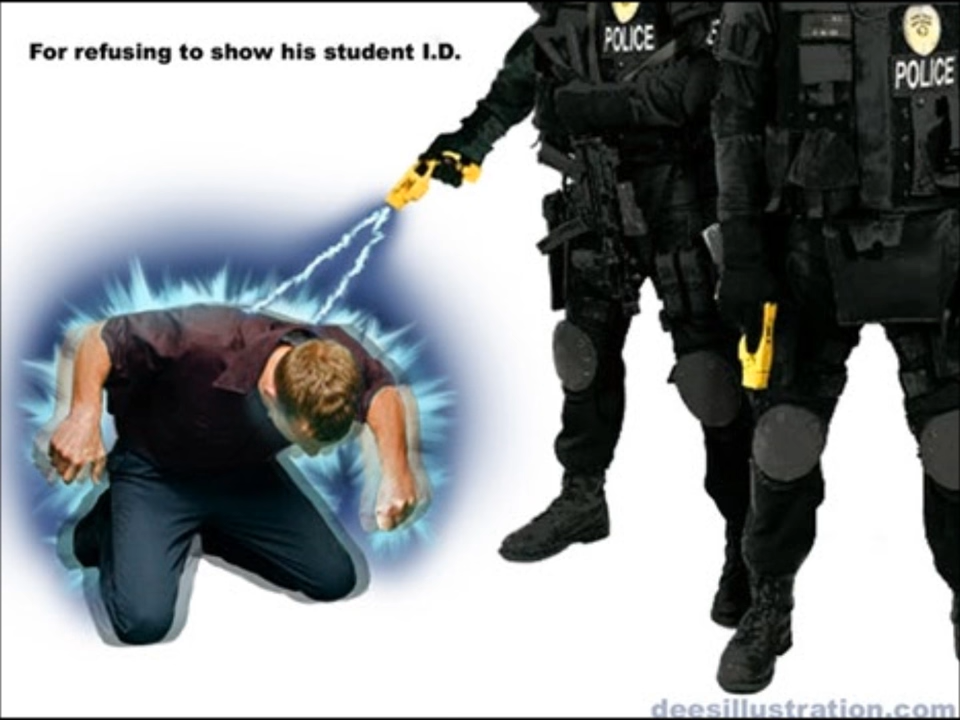 For refusing to show his student I.D.
POLICE
POLICE
deesillustration.com